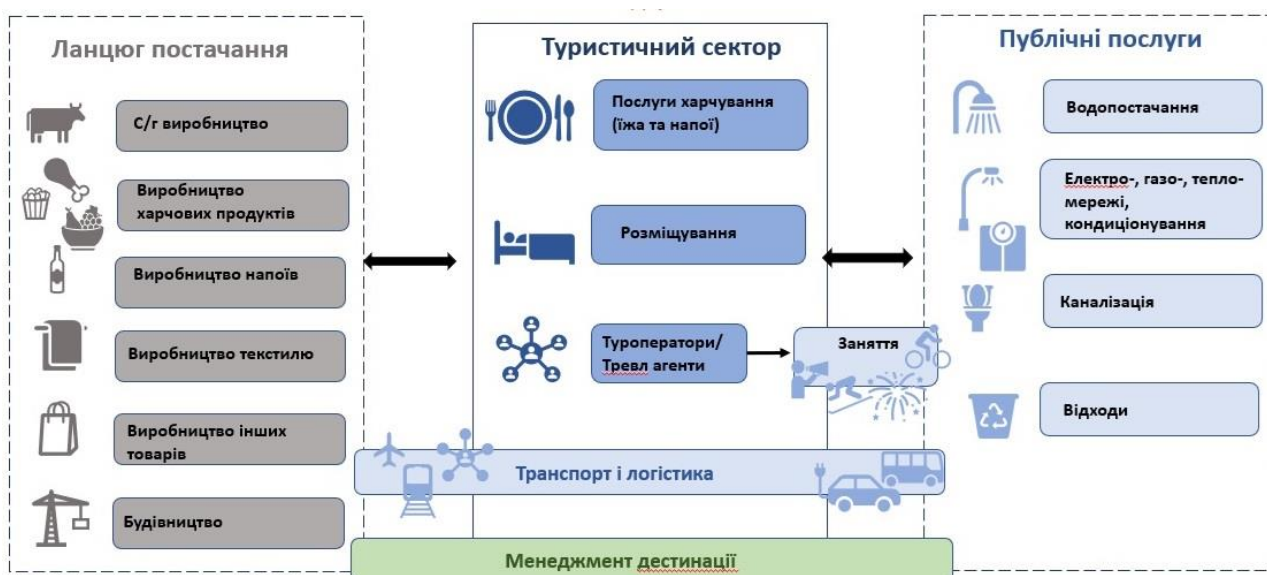 Ланцюг постачання
С/г виробництво
Виробництво
харчових продуктів
Виробництво напоїв
Виробництво текстилю
Виробництво інших
товарів
Будівництво
Туристичний сектор
Послуги харчування
(їжа та напої)
Розміщування
Туроператори/
Тревл агенти
Заняття
Транспорт і логістика
Менеджмент дестинації
Публічні послуги
Водопостачання
Електро-, газо-, тепло-
мережі,
кондиціонування
Каналізація
Відходи